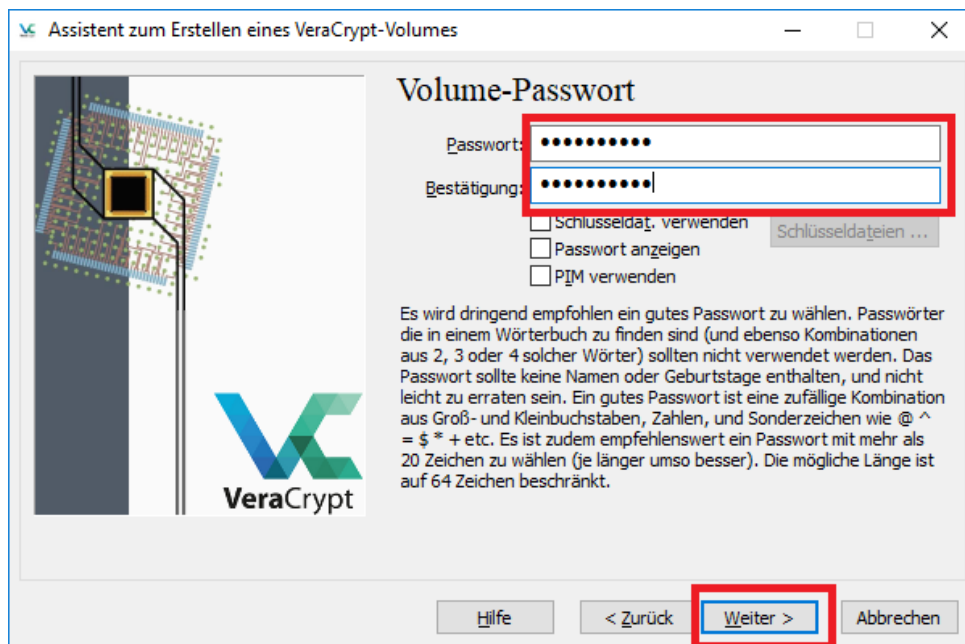 Assistent zum Erstellen eines VeraCrypt-Volumes
Volume-Passwort
Passwort: ••••••••••
Bestätigung: ••••••••••
Schlüsseldat. verwenden
Schlüsseldateien ...
Passwort anzeigen
PIM verwenden
Es wird dringend empfohlen ein gutes Passwort zu wählen. Passwörter
die in einem Wörterbuch zu finden sind (und ebenso Kombinationen
aus 2, 3 oder 4 solcher Wörter) sollten nicht verwendet werden. Das
Passwort sollte keine Namen oder Geburtstage enthalten, und nicht
leicht zu erraten sein. Ein gutes Passwort ist eine zufällige Kombination
aus Groß- und Kleinbuchstaben, Zahlen, und Sonderzeichen wie @ ^
= $ * + etc. Es ist zudem empfehlenswert ein Passwort mit mehr als
20 Zeichen zu wählen (je länger umso besser). Die mögliche Länge ist
auf 64 Zeichen beschränkt.
VeraCrypt
Hilfe
< Zurück
Weiter >
Abbrechen